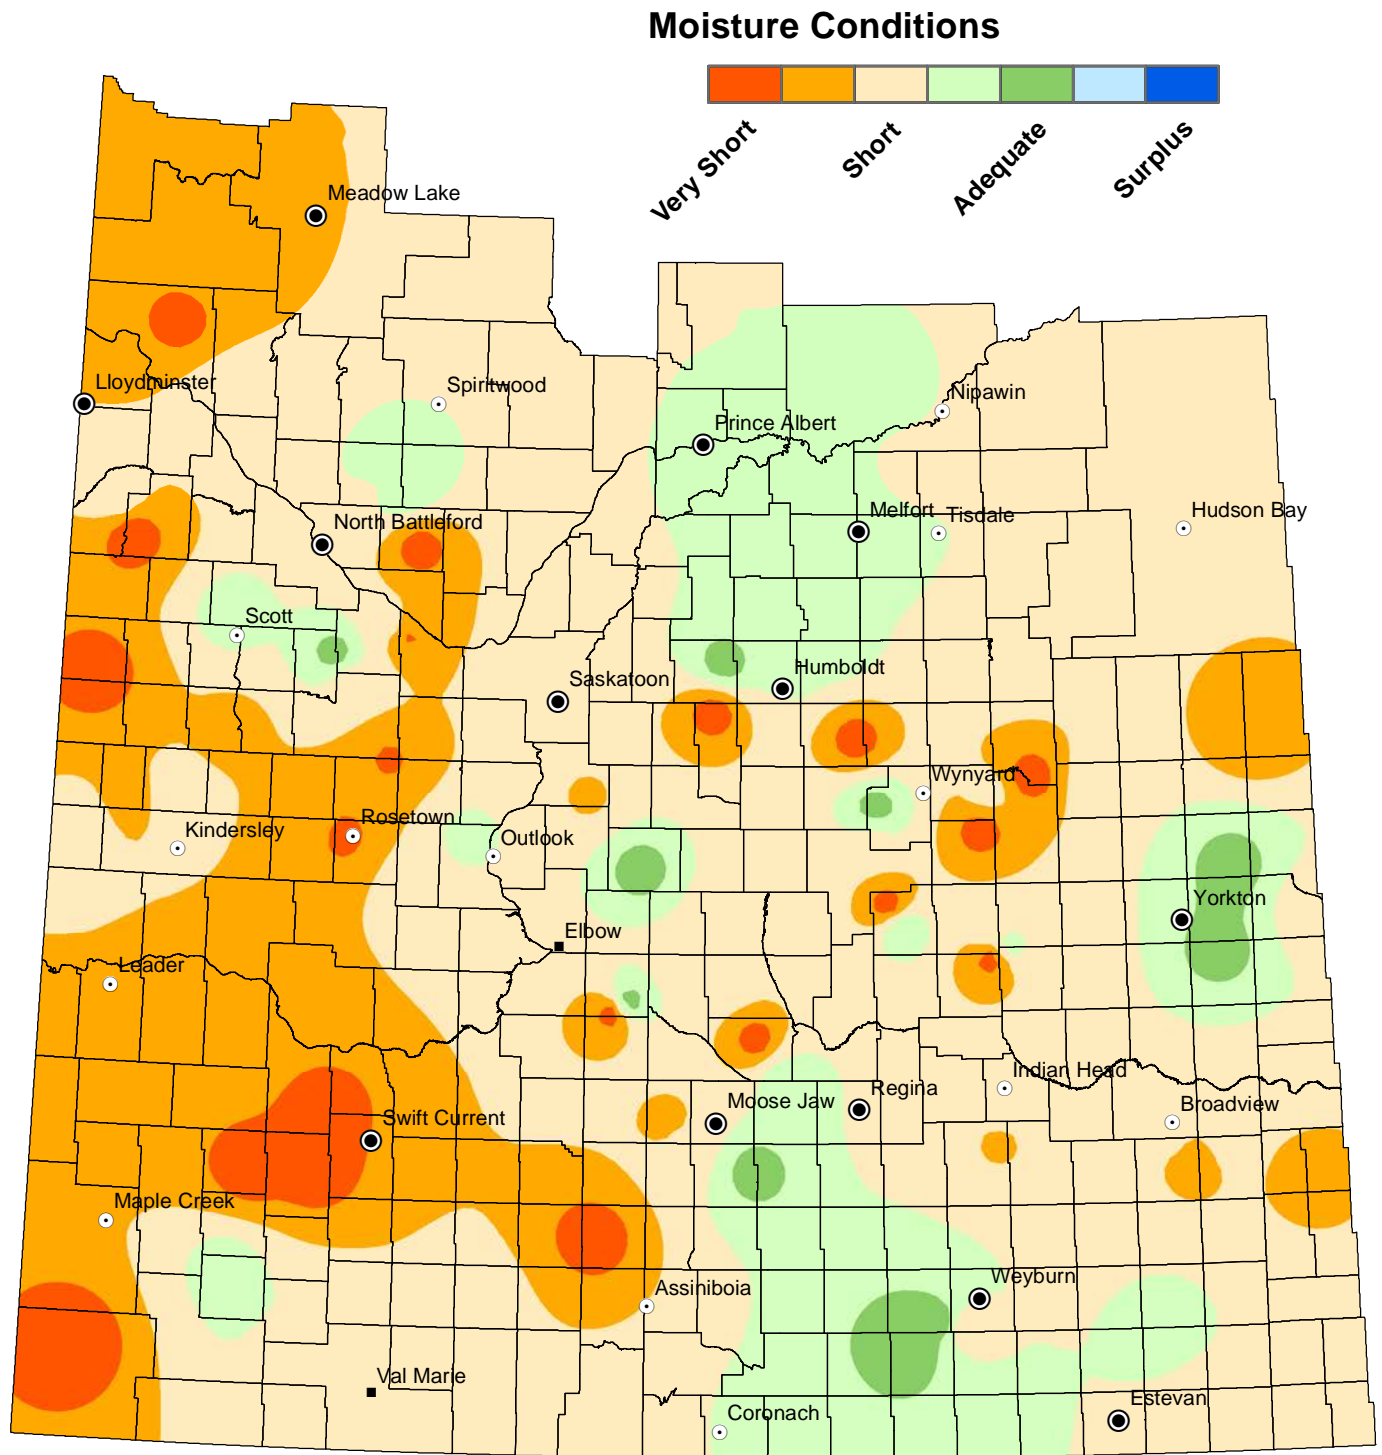 Moisture Conditions
Very Short
Short
Adequate
Surplus
Meadow Lake
Lloydminster
Spiritwood
Nipawin
Prince Albert
Hudson Bay
Melfort
Tisdale
North Battleford
Scott
Humboldt
Saskatoon
Wynyard
Rosetown
Kindersley
Outlook
Yorkton
Elbow
Leader
Indian Head
Regina
Moose Jaw
Broadview
Swift Current
Maple Creek
Weyburn
Assiniboia
Val Marie
Estevan
Coronach